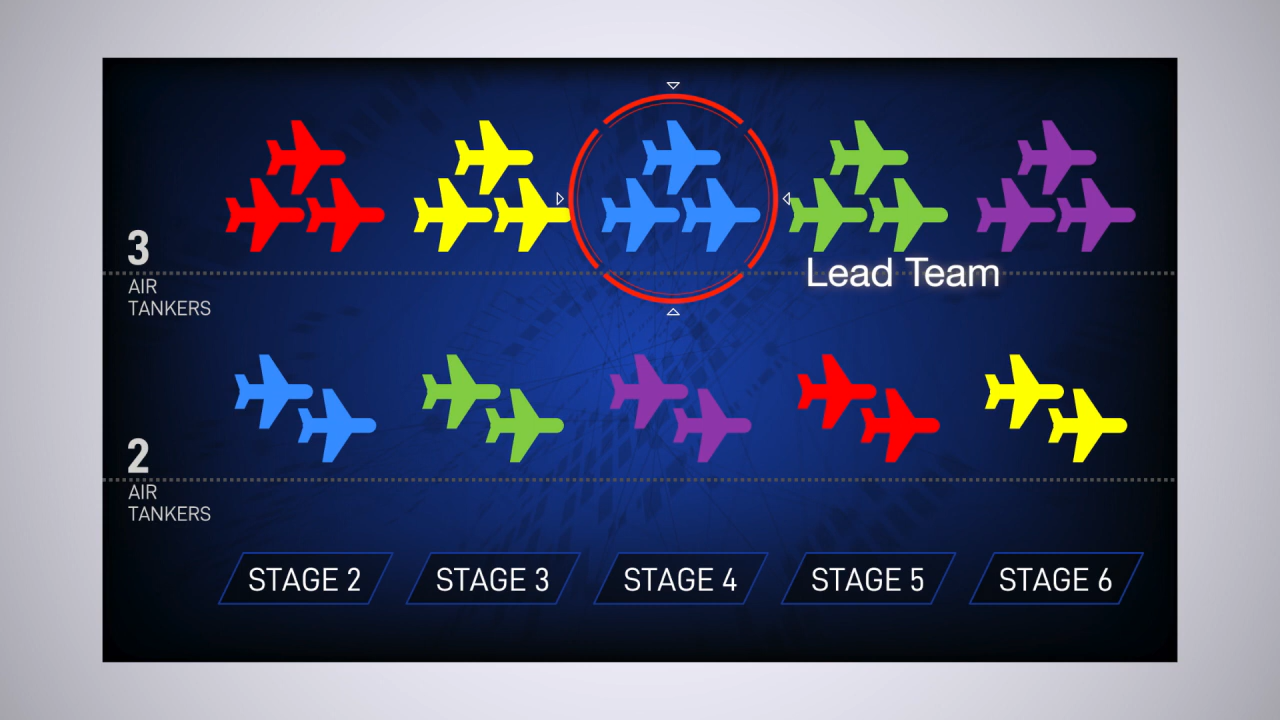 3
AIR
TANKERS
Lead Team
2
AIR
TANKERS
STAGE 2
STAGE 3
STAGE 4
STAGE 5
STAGE 6